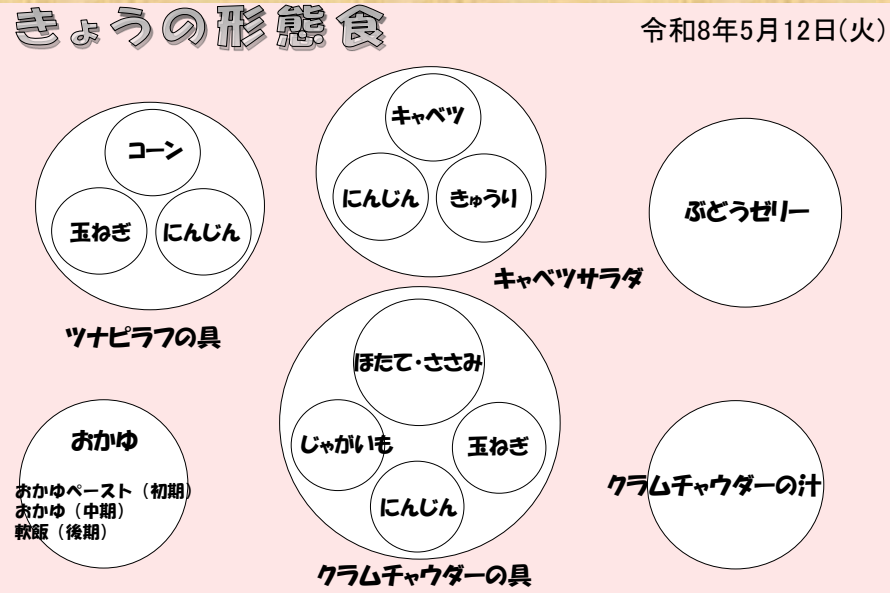 きょうの形態食
令和8年5月12日(火)
コーン
玉ねぎ
にんじん
ツナピラフの具
キャベツ
にんじん
きゅうり
キャベツサラダ
ぶどうゼリー
おかゆ
おかゆペースト（初期）
おかゆ（中期）
軟飯（後期）
ほたて・ささみ
じゃがいも
玉ねぎ
にんじん
クラムチャウダーの具
クラムチャウダーの汁